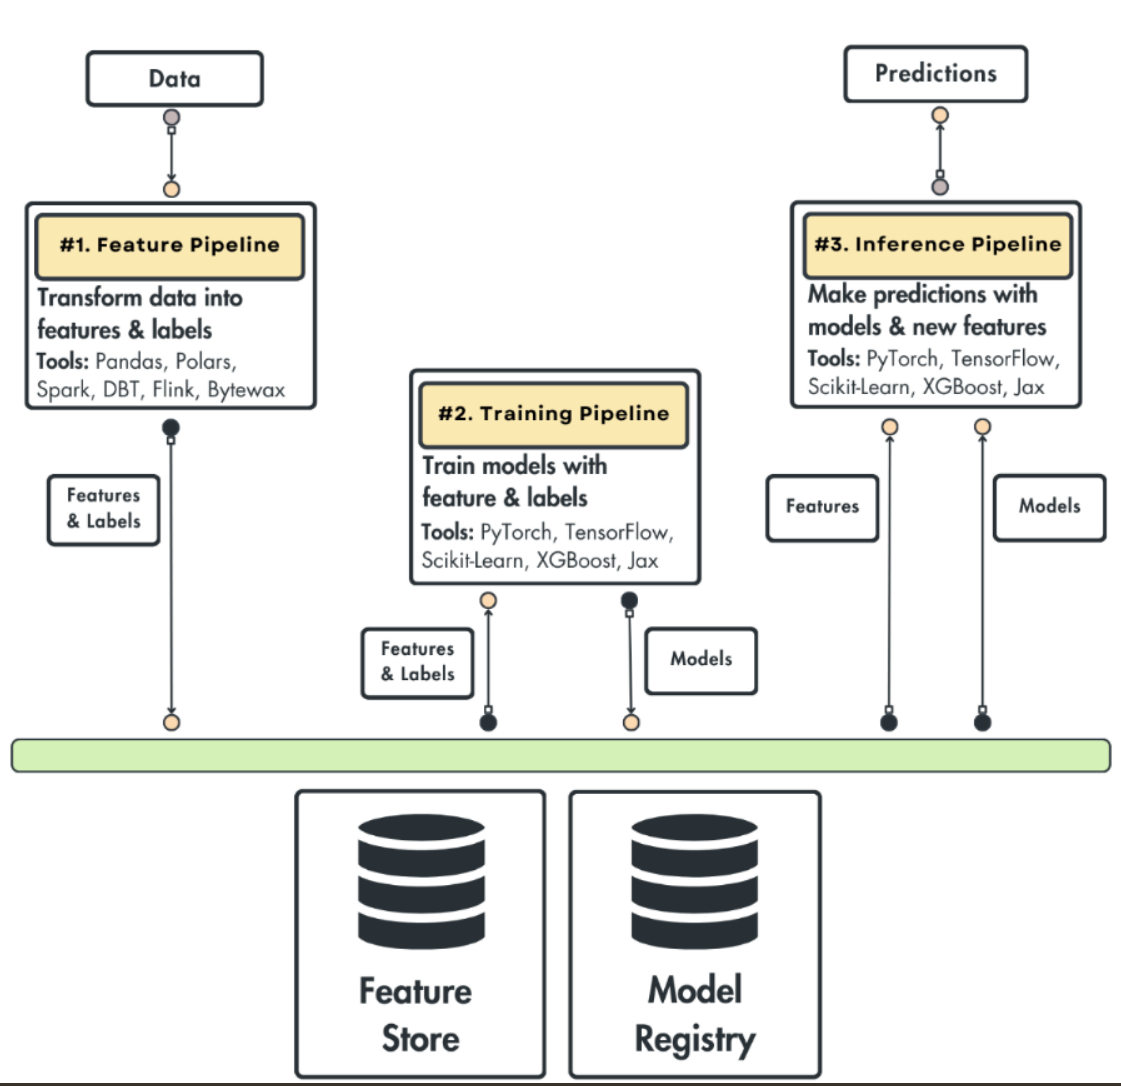 Data
Predictions
#1. Feature Pipeline
Transform data into
features & labels
Tools: Pandas, Polars,
Spark, DBT, Flink, Bytewax
#3. Inference Pipeline
Make predictions with
models & new features
Tools: PyTorch, TensorFlow,
Scikit-Learn, XGBoost, Jax
#2. Training Pipeline
Train models with
feature & labels
Tools: PyTorch, TensorFlow,
Scikit-Learn, XGBoost, Jax
Features
& Labels
Features
Models
Features
& Labels
Models
Feature
Store
Model
Registry